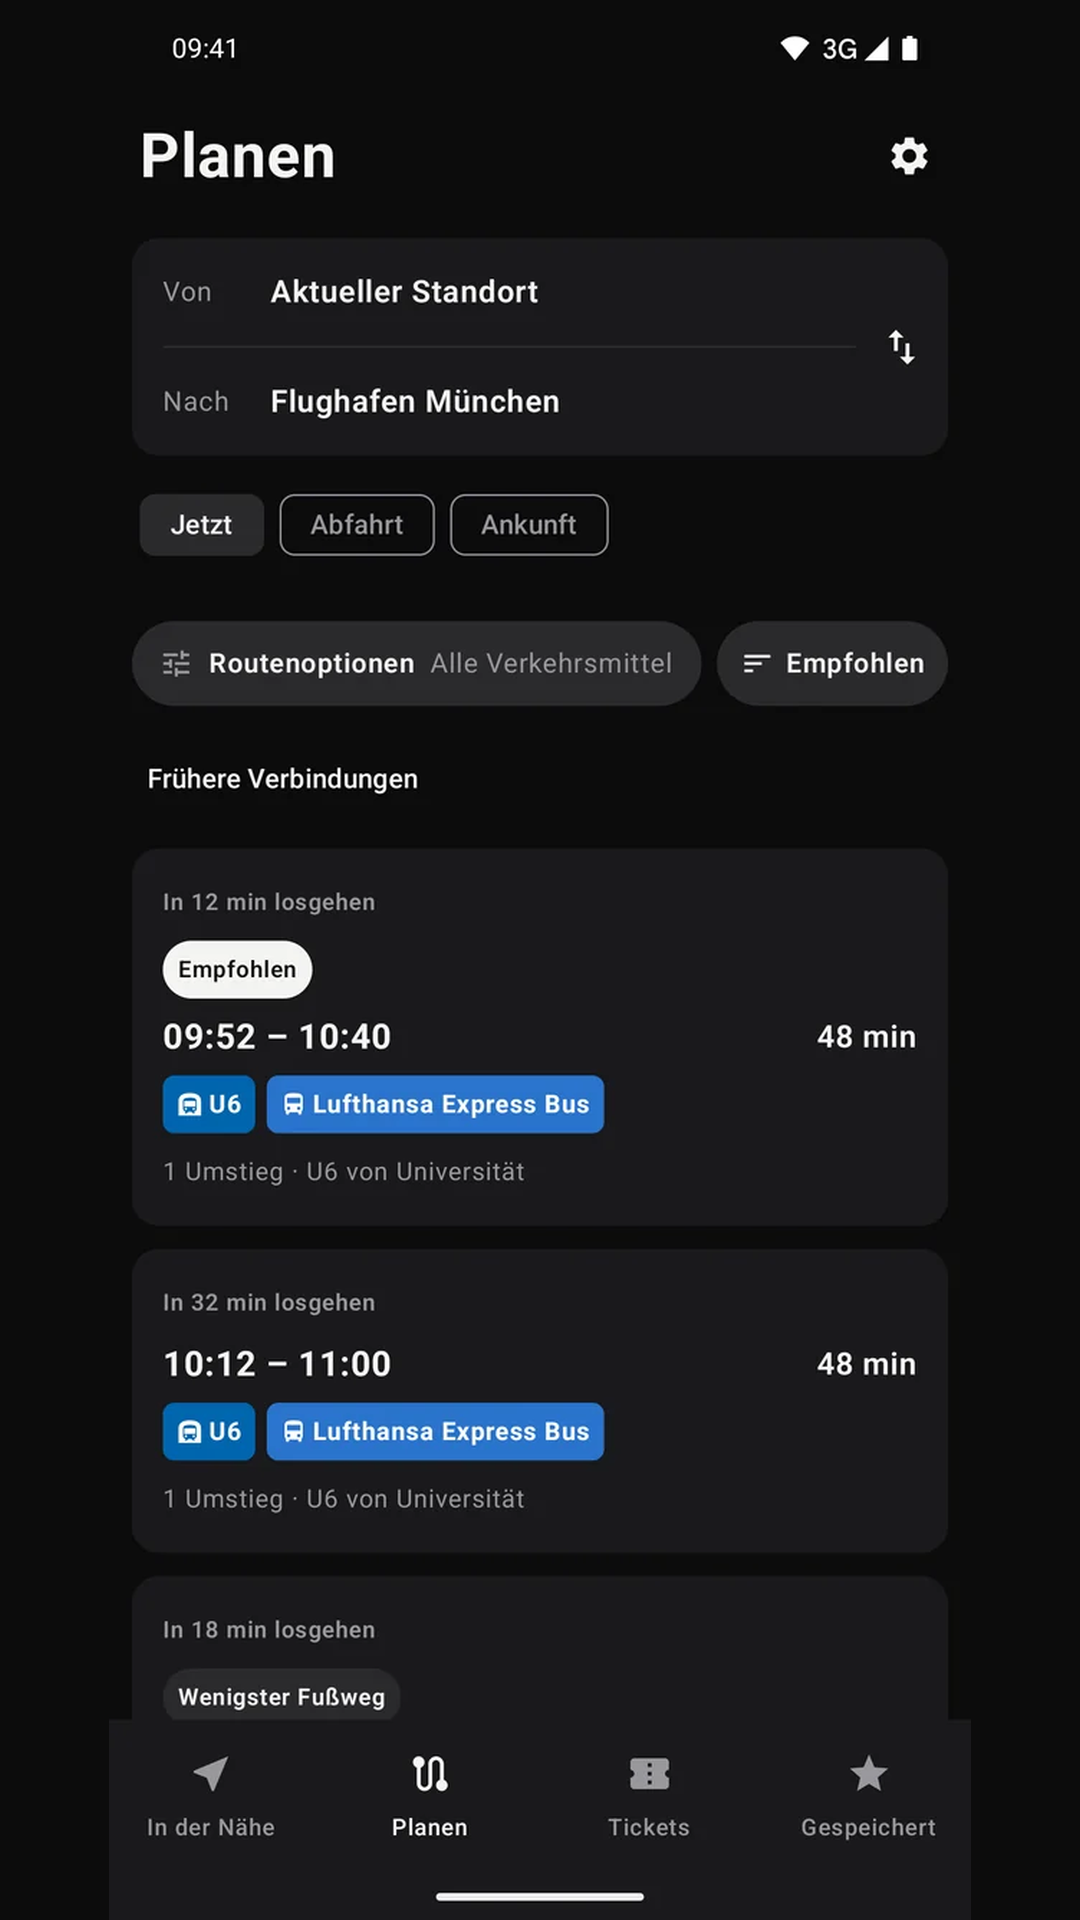 09:41 3G
Planen
Von Aktueller Standort
Nach Flughafen München
Jetzt Abfahrt Ankunft
Routenoptionen Alle Verkehrsmittel Empfohlen
Frühere Verbindungen
In 12 min losgehen
Empfohlen
09:52 – 10:40 48 min
U6 Lufthansa Express Bus
1 Umstieg · U6 von Universität
In 32 min losgehen
10:12 – 11:00 48 min
U6 Lufthansa Express Bus
1 Umstieg · U6 von Universität
In 18 min losgehen
Wenigster Fußweg
In der Nähe Planen Tickets Gespeichert